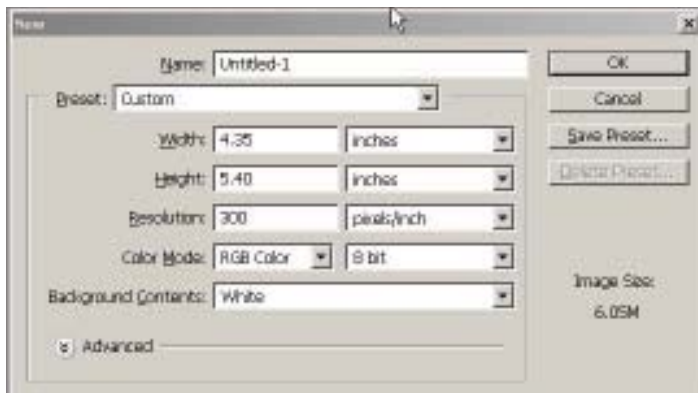 New
Name: Untitled-1
OK
Preset: Custom
Cancel
Width: 4.35 inches
Save Preset...
Height: 5.40 inches
Delete Preset...
Resolution: 300 pixels/inch
Color Mode: RGB Color 8 bit
Background Contents: White
Image Size:
6.05M
Advanced